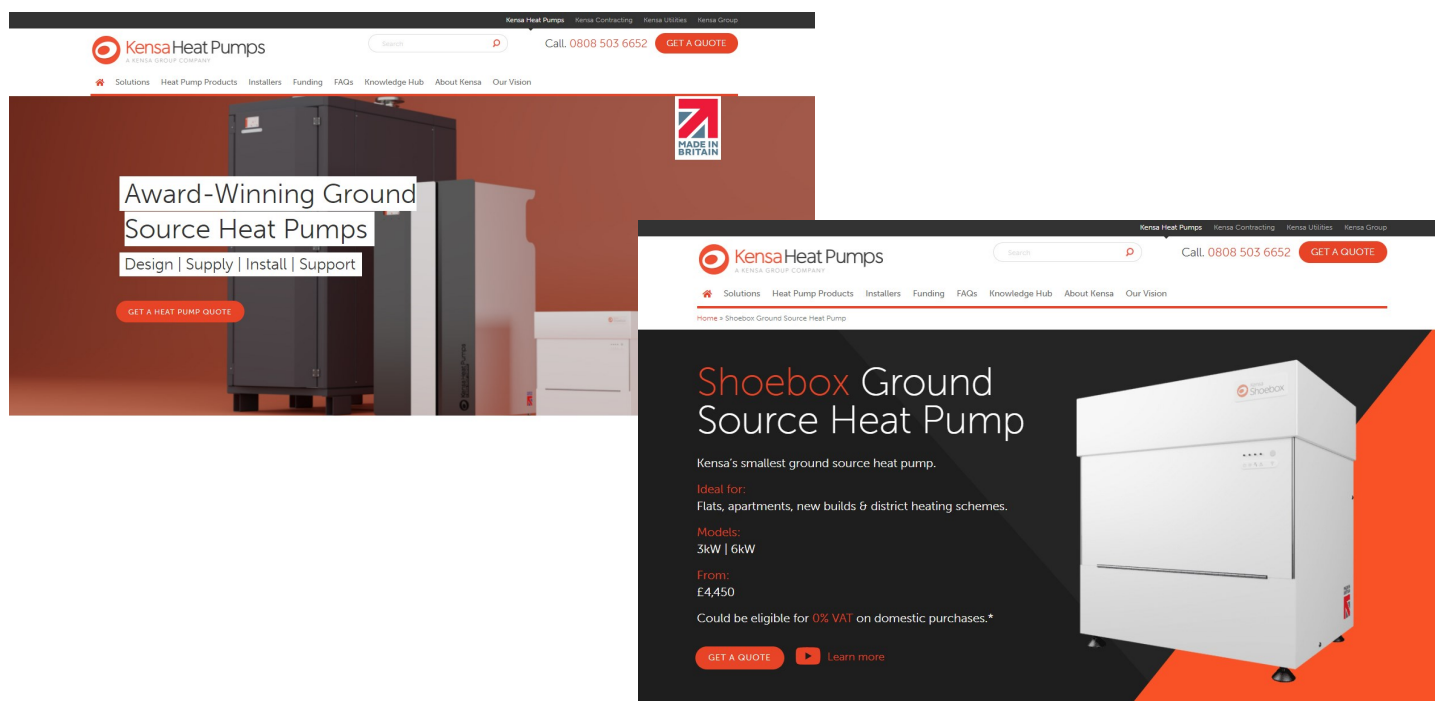 Kensa Heat Pumps Kensa Contracting Kensa Utilities Kensa Group
Kensa Heat Pumps
A KENSA GROUP COMPANY
Search
Call. 0808 503 6652
GET A QUOTE
Solutions Heat Pump Products Installers Funding FAQs Knowledge Hub About Kensa Our Vision
MADE IN
BRITAIN
Award-Winning Ground
Source Heat Pumps
Design | Supply | Install | Support
GET A HEAT PUMP QUOTE
Kensa Heat Pumps
Kensa Heat Pumps Kensa Contracting Kensa Utilities Kensa Group
Kensa Heat Pumps
A KENSA GROUP COMPANY
Search
Call. 0808 503 6652
GET A QUOTE
Solutions Heat Pump Products Installers Funding FAQs Knowledge Hub About Kensa Our Vision
Home » Shoebox Ground Source Heat Pump
Shoebox Ground
Source Heat Pump
Kensa's smallest ground source heat pump.
Ideal for:
Flats, apartments, new builds & district heating schemes.
Models:
3kW | 6kW
From:
£4,450
Could be eligible for 0% VAT on domestic purchases.*
GET A QUOTE
Learn more
Kensa
Shoebox